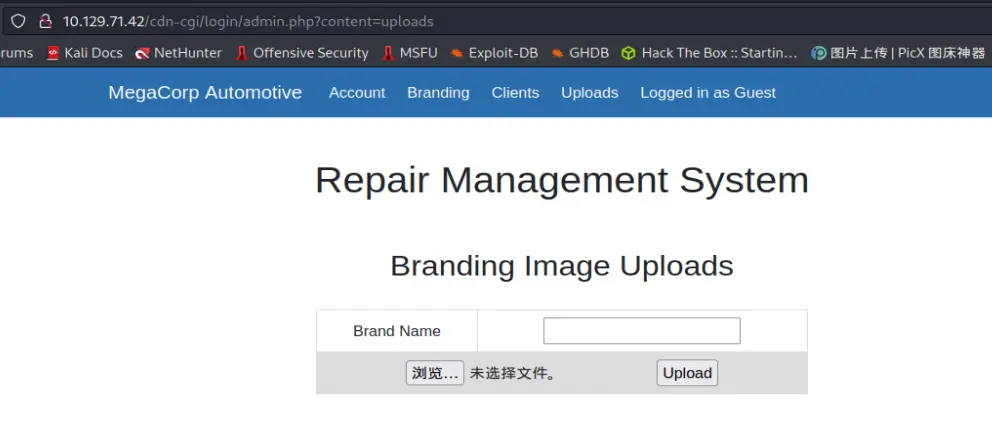 10.129.71.42/cdn-cgi/login/admin.php?content=uploads
rums Kali Docs NetHunter Offensive Security MSFU Exploit-DB GHDB Hack The Box :: Startin… 图片上传 | PicX 图床神器
MegaCorp Automotive Account Branding Clients Uploads Logged in as Guest
Repair Management System
Branding Image Uploads
Brand Name
浏览… 未选择文件。 Upload